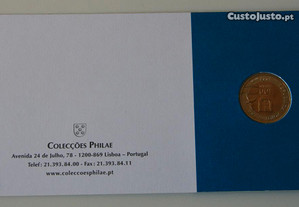 CustoJusto.pt
COLECÇÕES PHILAE
Avenida 24 de Julho, 78 - 1200-869 Lisboa - Portugal
Telef: 21.393.84.00 - Fax: 21.393.84.11
www.coleccoesphilae.pt